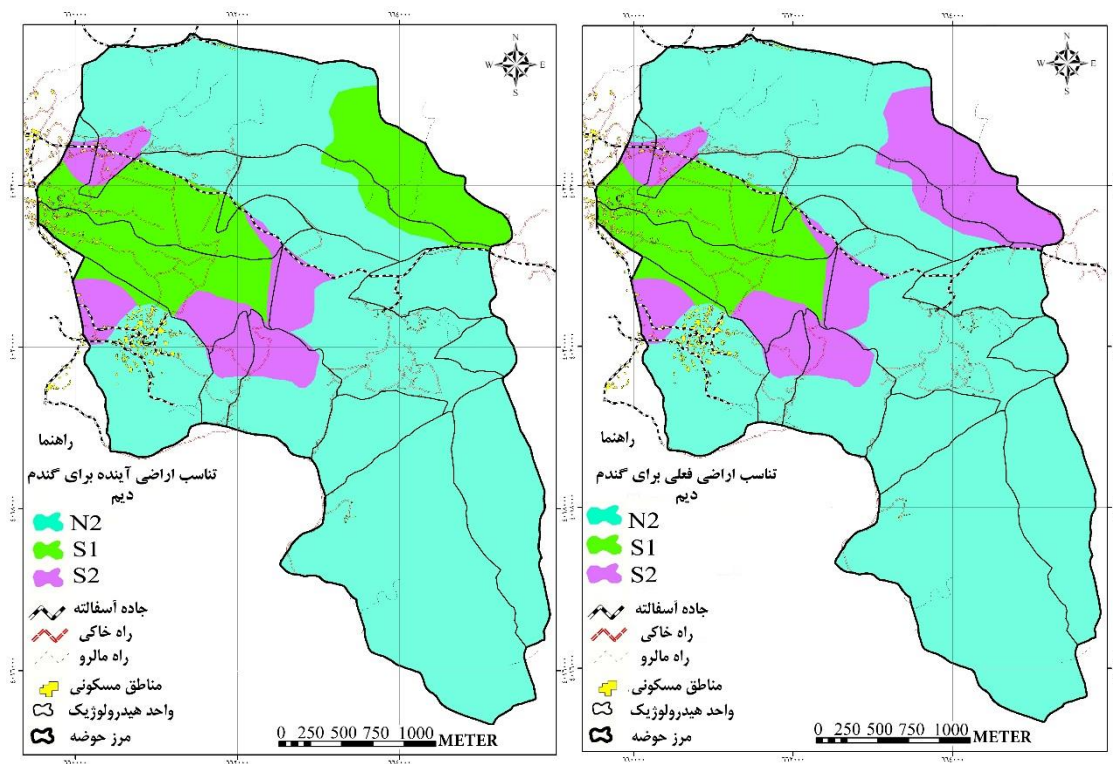 N
W E
S
راهنما
تناسب اراضی آینده برای گندم
دیم
N2
S1
S2
جاده آسفالته
راه خاکی
راه مالرو
مناطق مسکونی
واحد هیدرولوژیک
مرز حوضه
0 250 500 750 1000
METER
N
W E
S
راهنما
تناسب اراضی فعلی برای گندم
دیم
N2
S1
S2
جاده آسفالته
راه خاکی
راه مالرو
مناطق مسکونی
واحد هیدرولوژیک
مرز حوضه
0 250 500 750 1000
METER